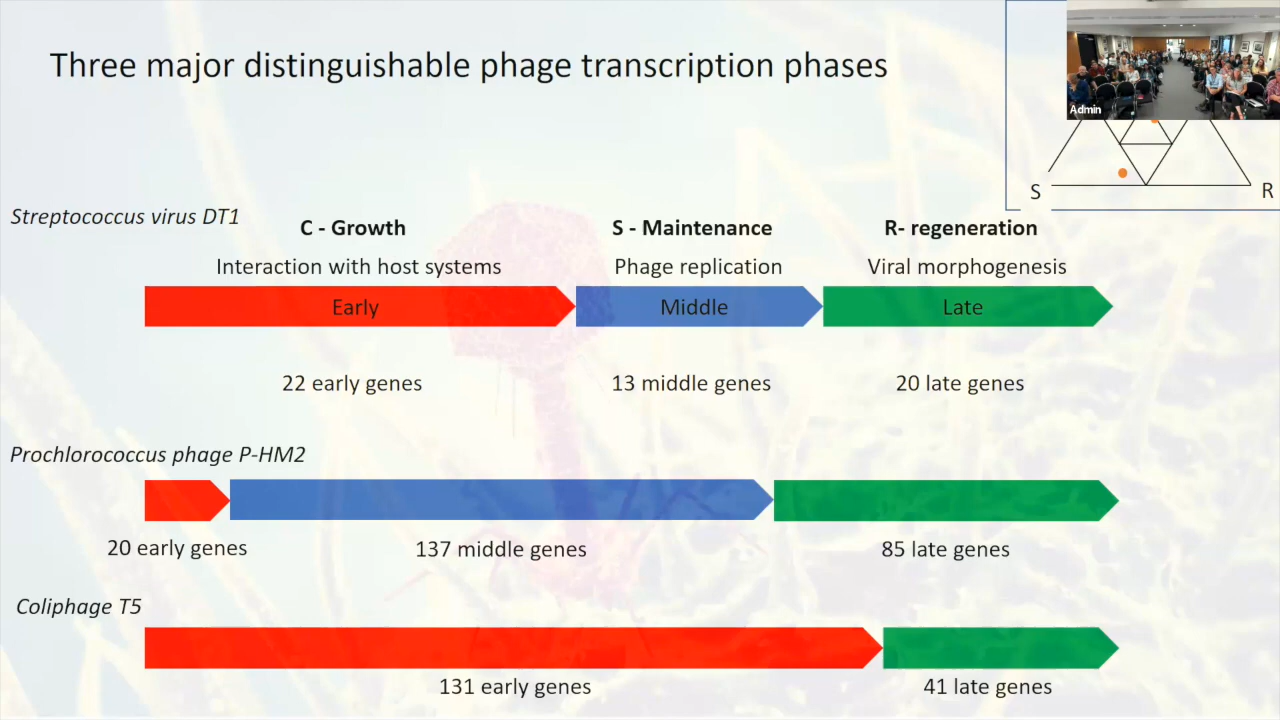 Three major distinguishable phage transcription phases
Admin
S
R
Streptococcus virus DT1
C - Growth
S - Maintenance
R- regeneration
Interaction with host systems
Phage replication
Viral morphogenesis
Early
Middle
Late
22 early genes
13 middle genes
20 late genes
Prochlorococcus phage P-HM2
20 early genes
137 middle genes
85 late genes
Coliphage T5
131 early genes
41 late genes